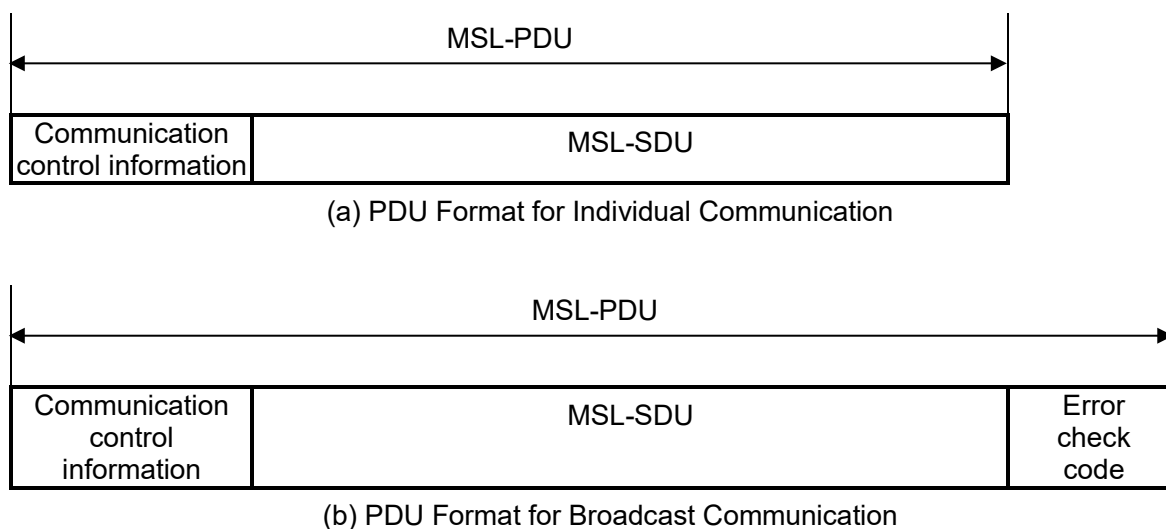 MSL-PDU
Communication
control information
MSL-SDU
(a) PDU Format for Individual Communication
MSL-PDU
Communication
control
information
MSL-SDU
Error
check
code
(b) PDU Format for Broadcast Communication